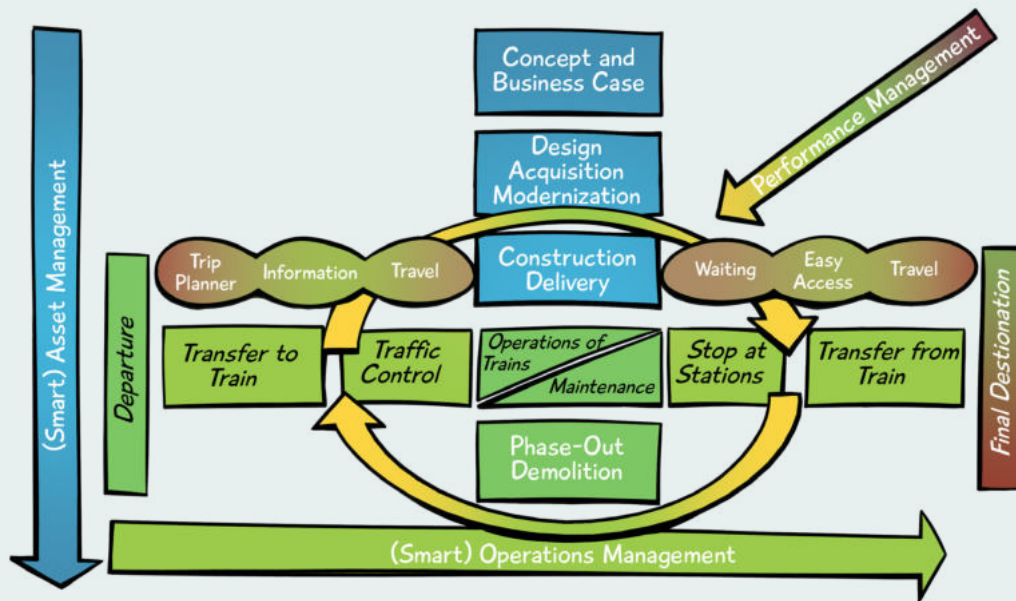 Concept and
Business Case
Performance Management
Design
Acquisition
Modernization
(Smart) Asset Management
Trip
Planner
Information
Travel
Construction
Delivery
Waiting
Easy
Access
Travel
Departure
Transfer to
Train
Traffic
Control
Operations of
Trains
Maintenance
Stop at
Stations
Transfer from
Train
Final Destionation
Phase-Out
Demolition
(Smart) Operations Management